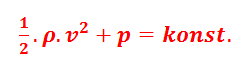 ½ . ρ. v² + p = konst.